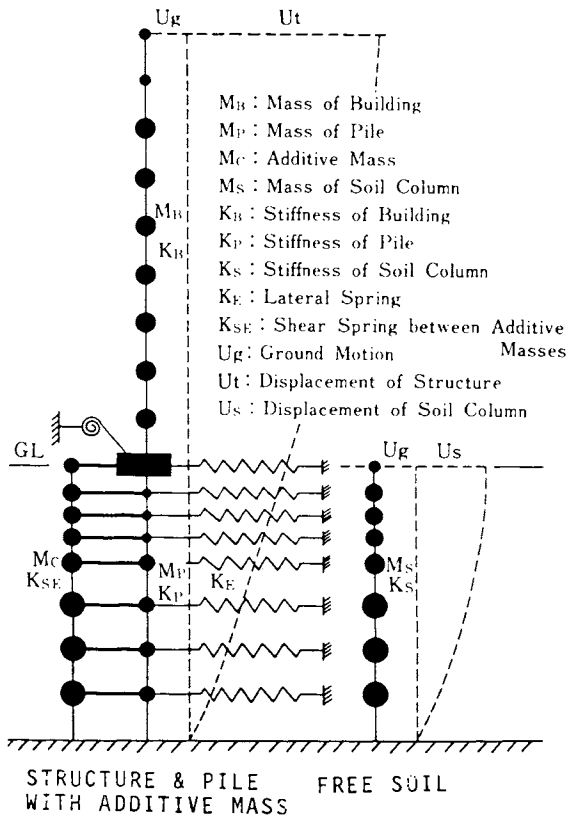 Ug Ut
MB : Mass of Building
MP : Mass of Pile
MC : Additive Mass
MS : Mass of Soil Column
KB : Stiffness of Building
KP : Stiffness of Pile
KS : Stiffness of Soil Column
KE : Lateral Spring
KSE : Shear Spring between Additive
Masses
Ug : Ground Motion
Ut : Displacement of Structure
Us : Displacement of Soil Column
MB
KB
GL Ug Us
MC MP MS
KSE KP KE KS
STRUCTURE & PILE FREE SOIL
WITH ADDITIVE MASS